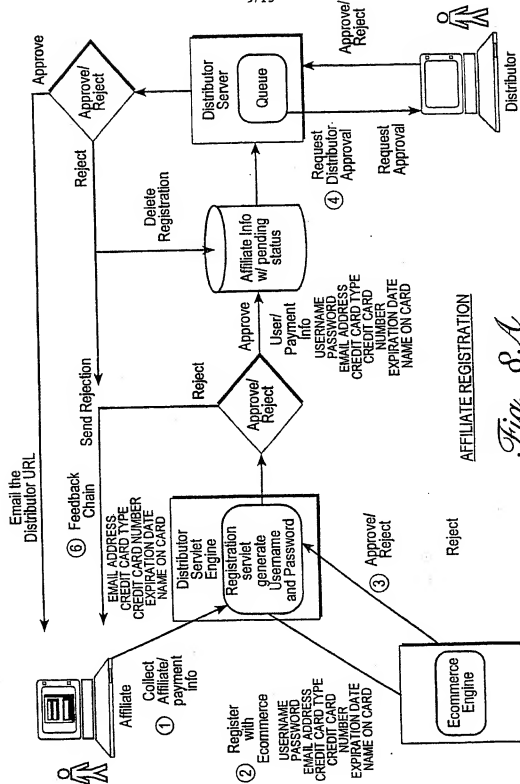 9/13
Email the
Distributor URL
Approve
Approve/
Reject
Reject
Send Rejection
Delete
Registration
⑥ Feedback
Chain
EMAIL ADDRESS
CREDIT CARD TYPE
CREDIT CARD NUMBER
EXPIRATION DATE
NAME ON CARD
Affiliate
① Collect
Affiliate/
payment
info
Distributor
Servlet
Engine
Registration
servlet
generate
Username
and Password
Reject
Approve/
Reject
Approve
User/
Payment
Info
USERNAME
PASSWORD
EMAIL ADDRESS
CREDIT CARD TYPE
CREDIT CARD
NUMBER
EXPIRATION DATE
NAME ON CARD
Affiliate Info
w/ pending
status
Distributor
Server
Queue
Request
Distributor
Approval
④
Request
Approval
Approve/
Reject
Distributor
② Register
with
Ecommerce
USERNAME
PASSWORD
EMAIL ADDRESS
CREDIT CARD TYPE
CREDIT CARD
NUMBER
EXPIRATION DATE
NAME ON CARD
③ Approve/
Reject
Reject
Ecommerce
Engine
AFFILIATE REGISTRATION
Fig. 8A